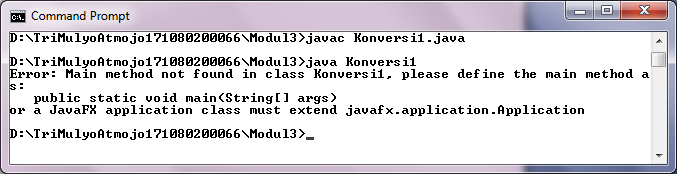 Command Prompt
D:\TriMulyoAtmojo171080200066\Modul3>javac Konversi1.java
D:\TriMulyoAtmojo171080200066\Modul3>java Konversi1
Error: Main method not found in class Konversi1, please define the main method a
s:
   public static void main(String[] args)
or a JavaFX application class must extend javafx.application.Application
D:\TriMulyoAtmojo171080200066\Modul3>_